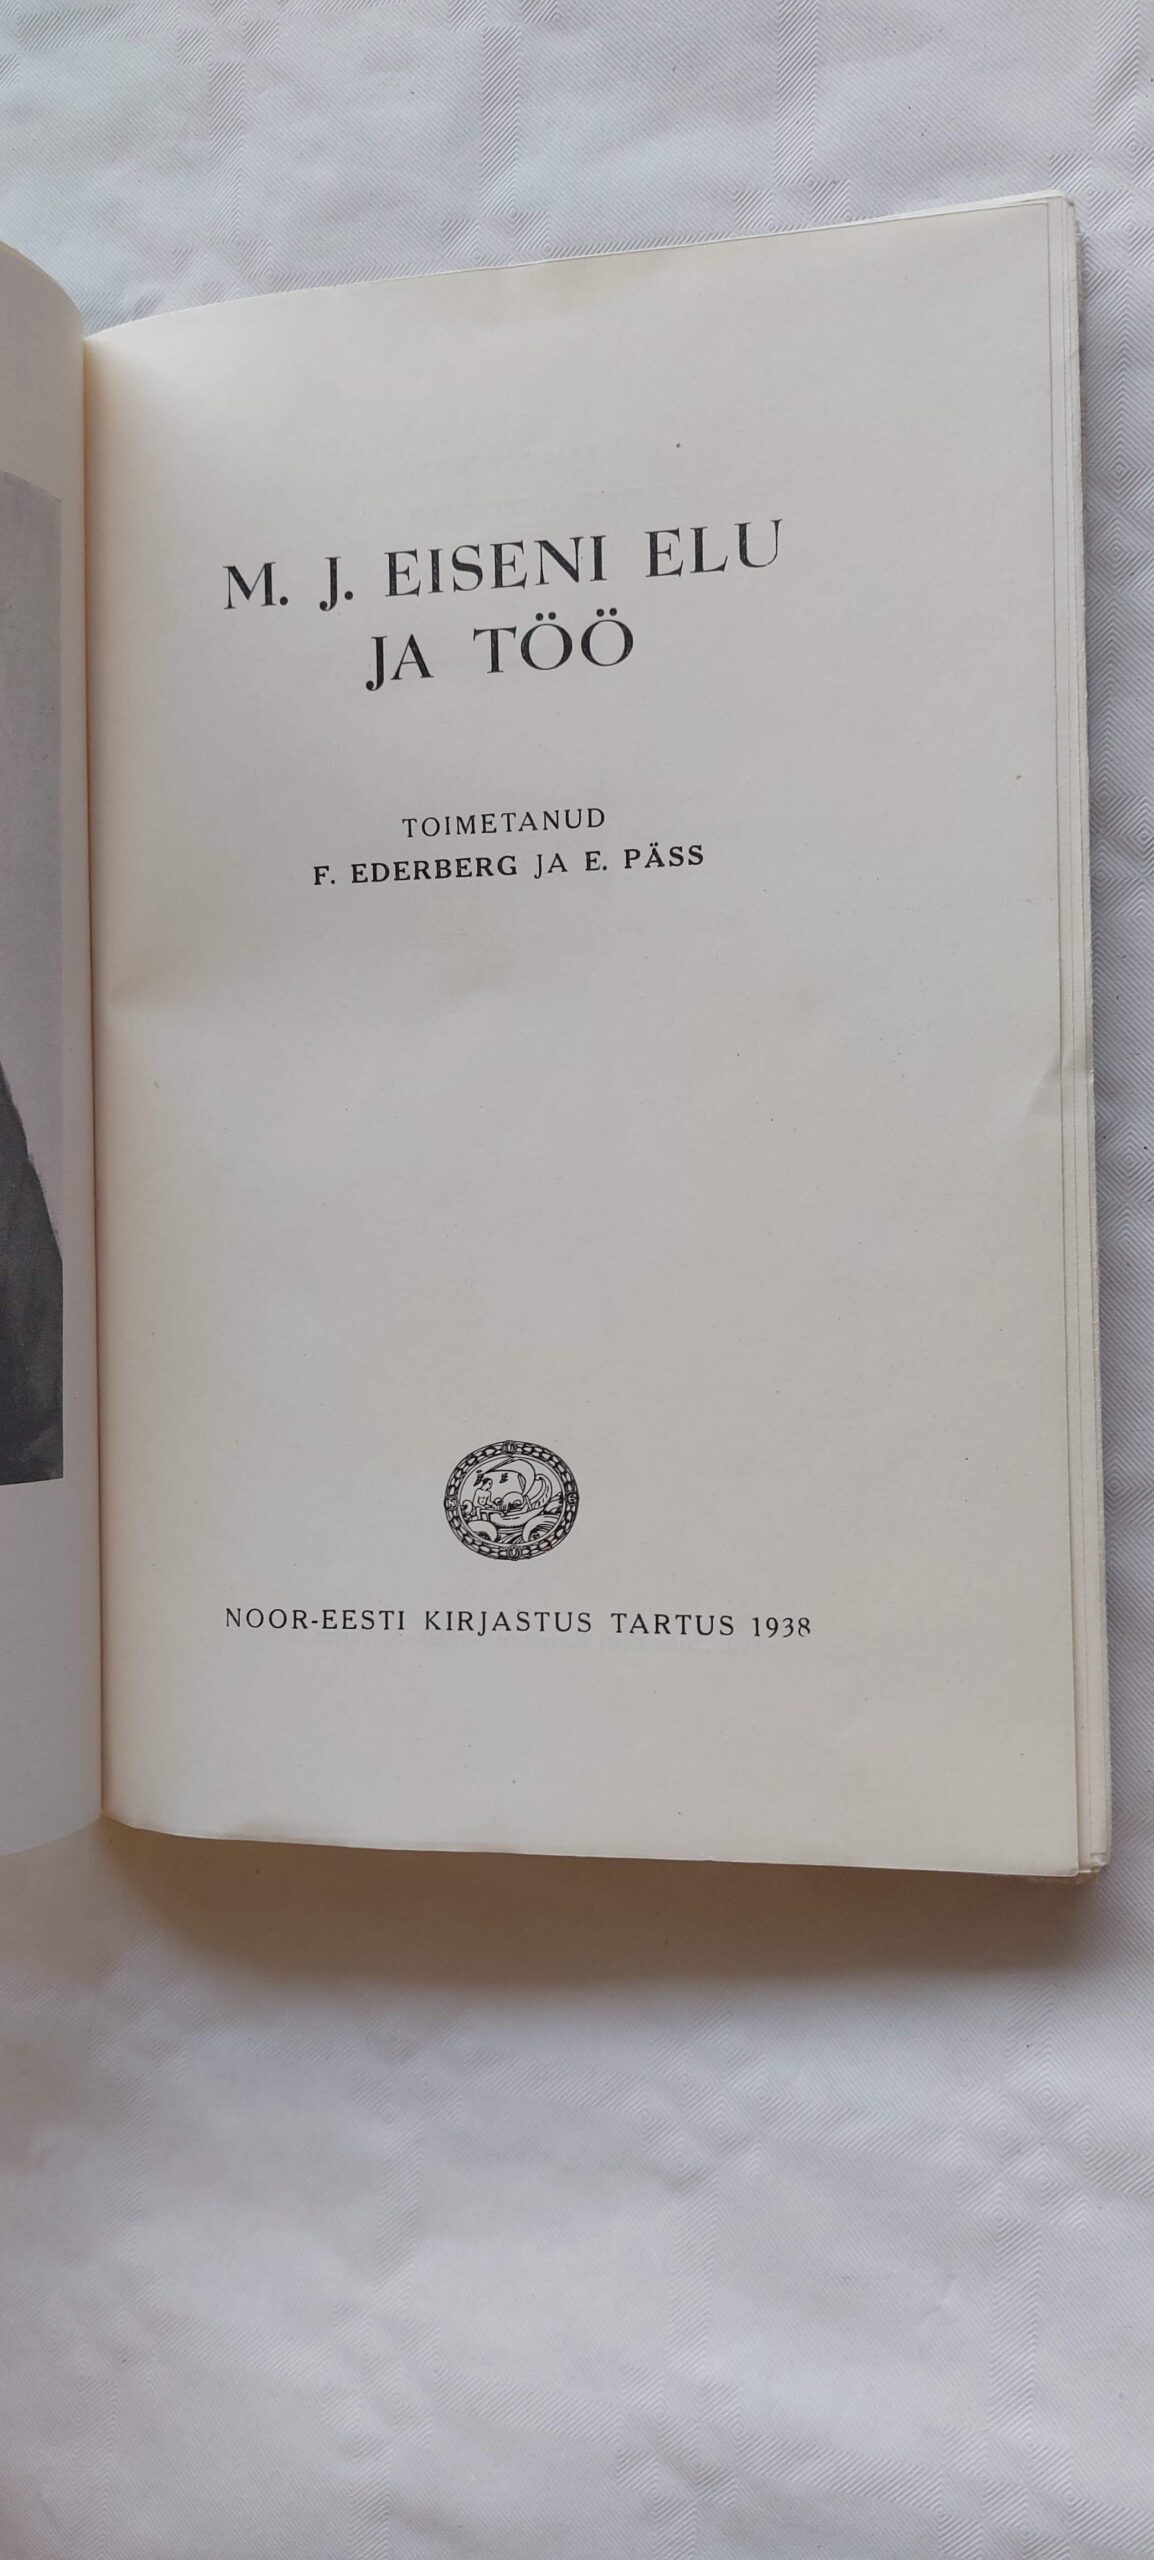 M. J. EISENI ELU
JA TÖÖ
TOIMETANUD
F. EDERBERG JA E. PÄSS
NOOR-EESTI KIRJASTUS TARTUS 1938